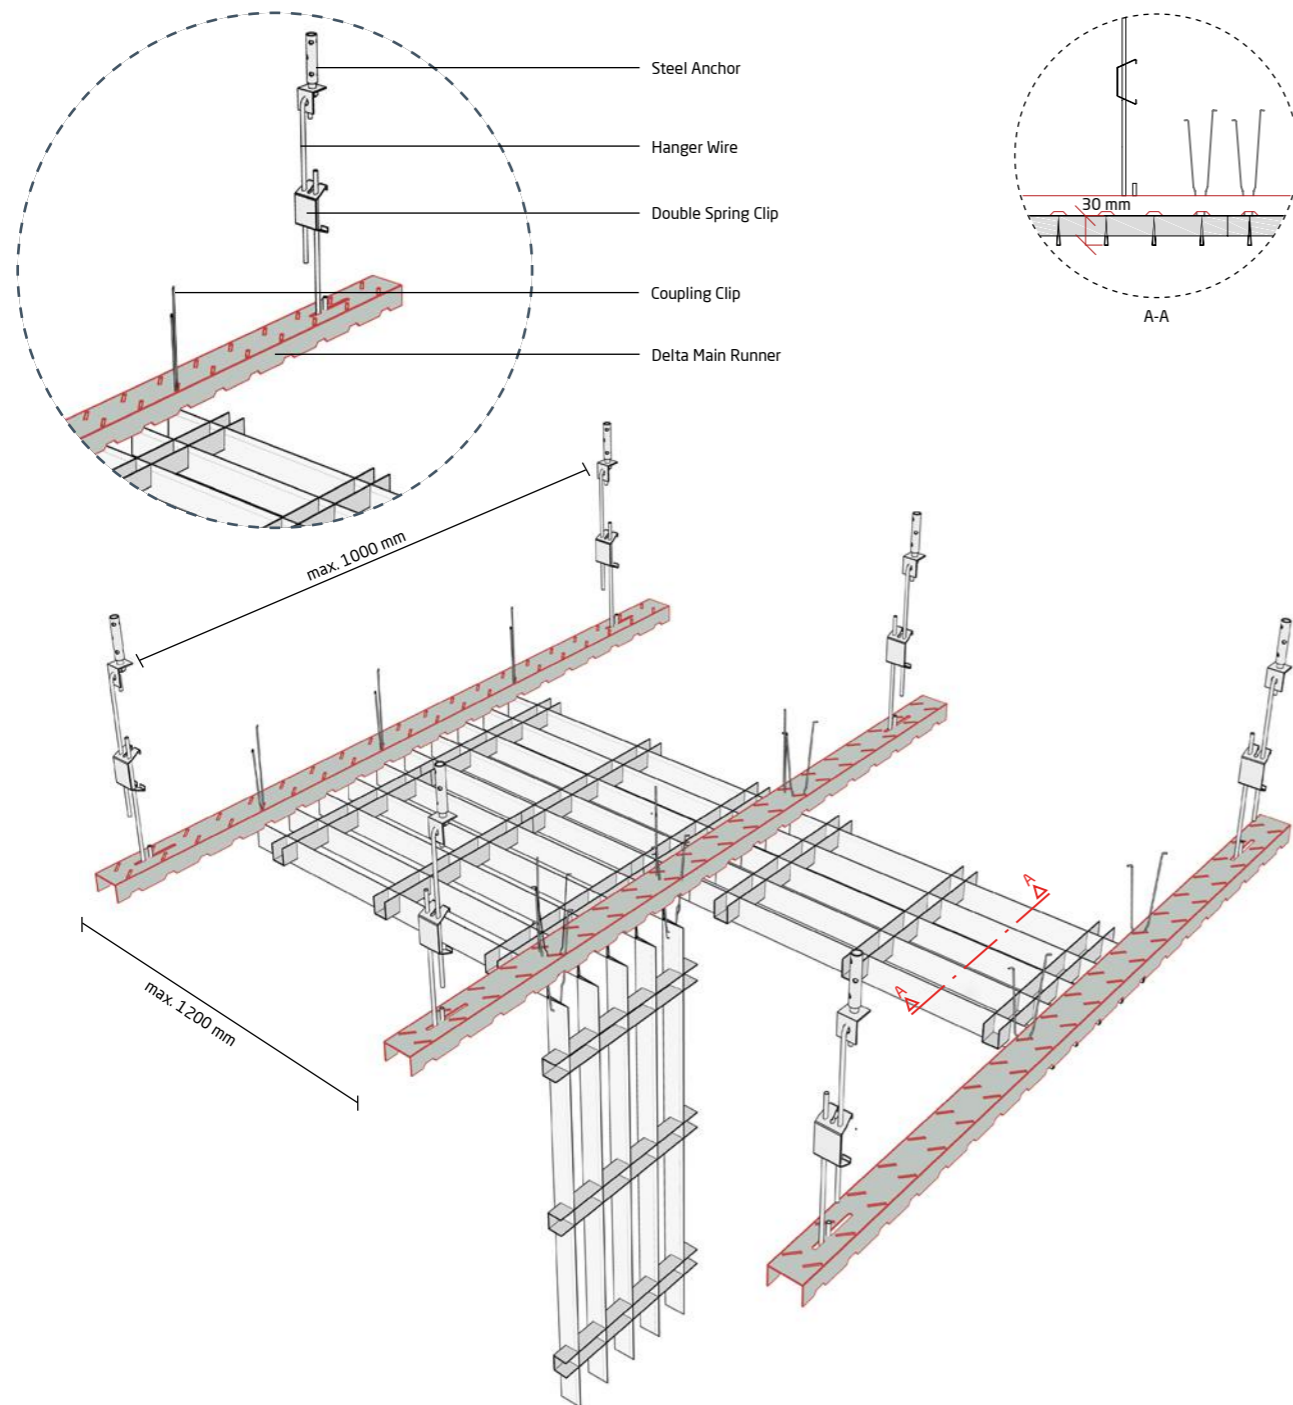 Steel Anchor
Hanger Wire
Double Spring Clip
Coupling Clip
Delta Main Runner
30 mm
A-A
max. 1000 mm
max. 1200 mm
A
A